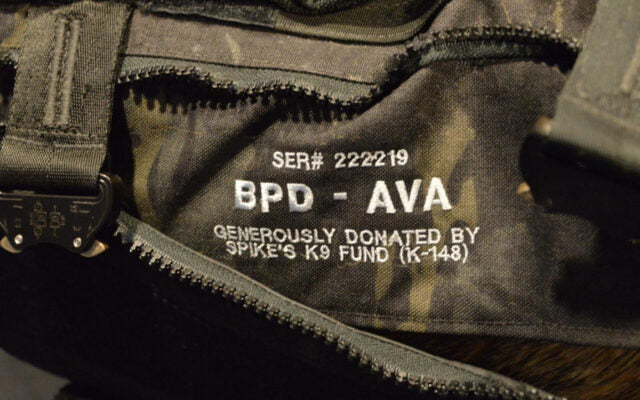 SER# 222219
BPD - AVA
GENEROUSLY DONATED BY
SPIKE'S K9 FUND (K-148)